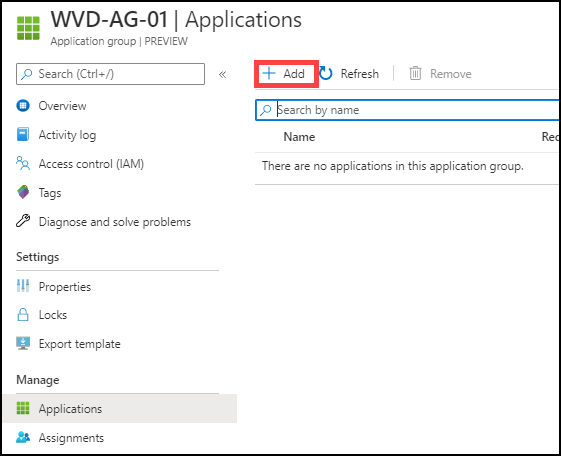 WVD-AG-01 | Applications
Application group | PREVIEW
Search (Ctrl+/)
«
Add
Refresh
Remove
Search by name
Overview
Activity log
Access control (IAM)
Tags
Diagnose and solve problems
Settings
Properties
Locks
Export template
Manage
Applications
Assignments
Name
There are no applications in this application group.